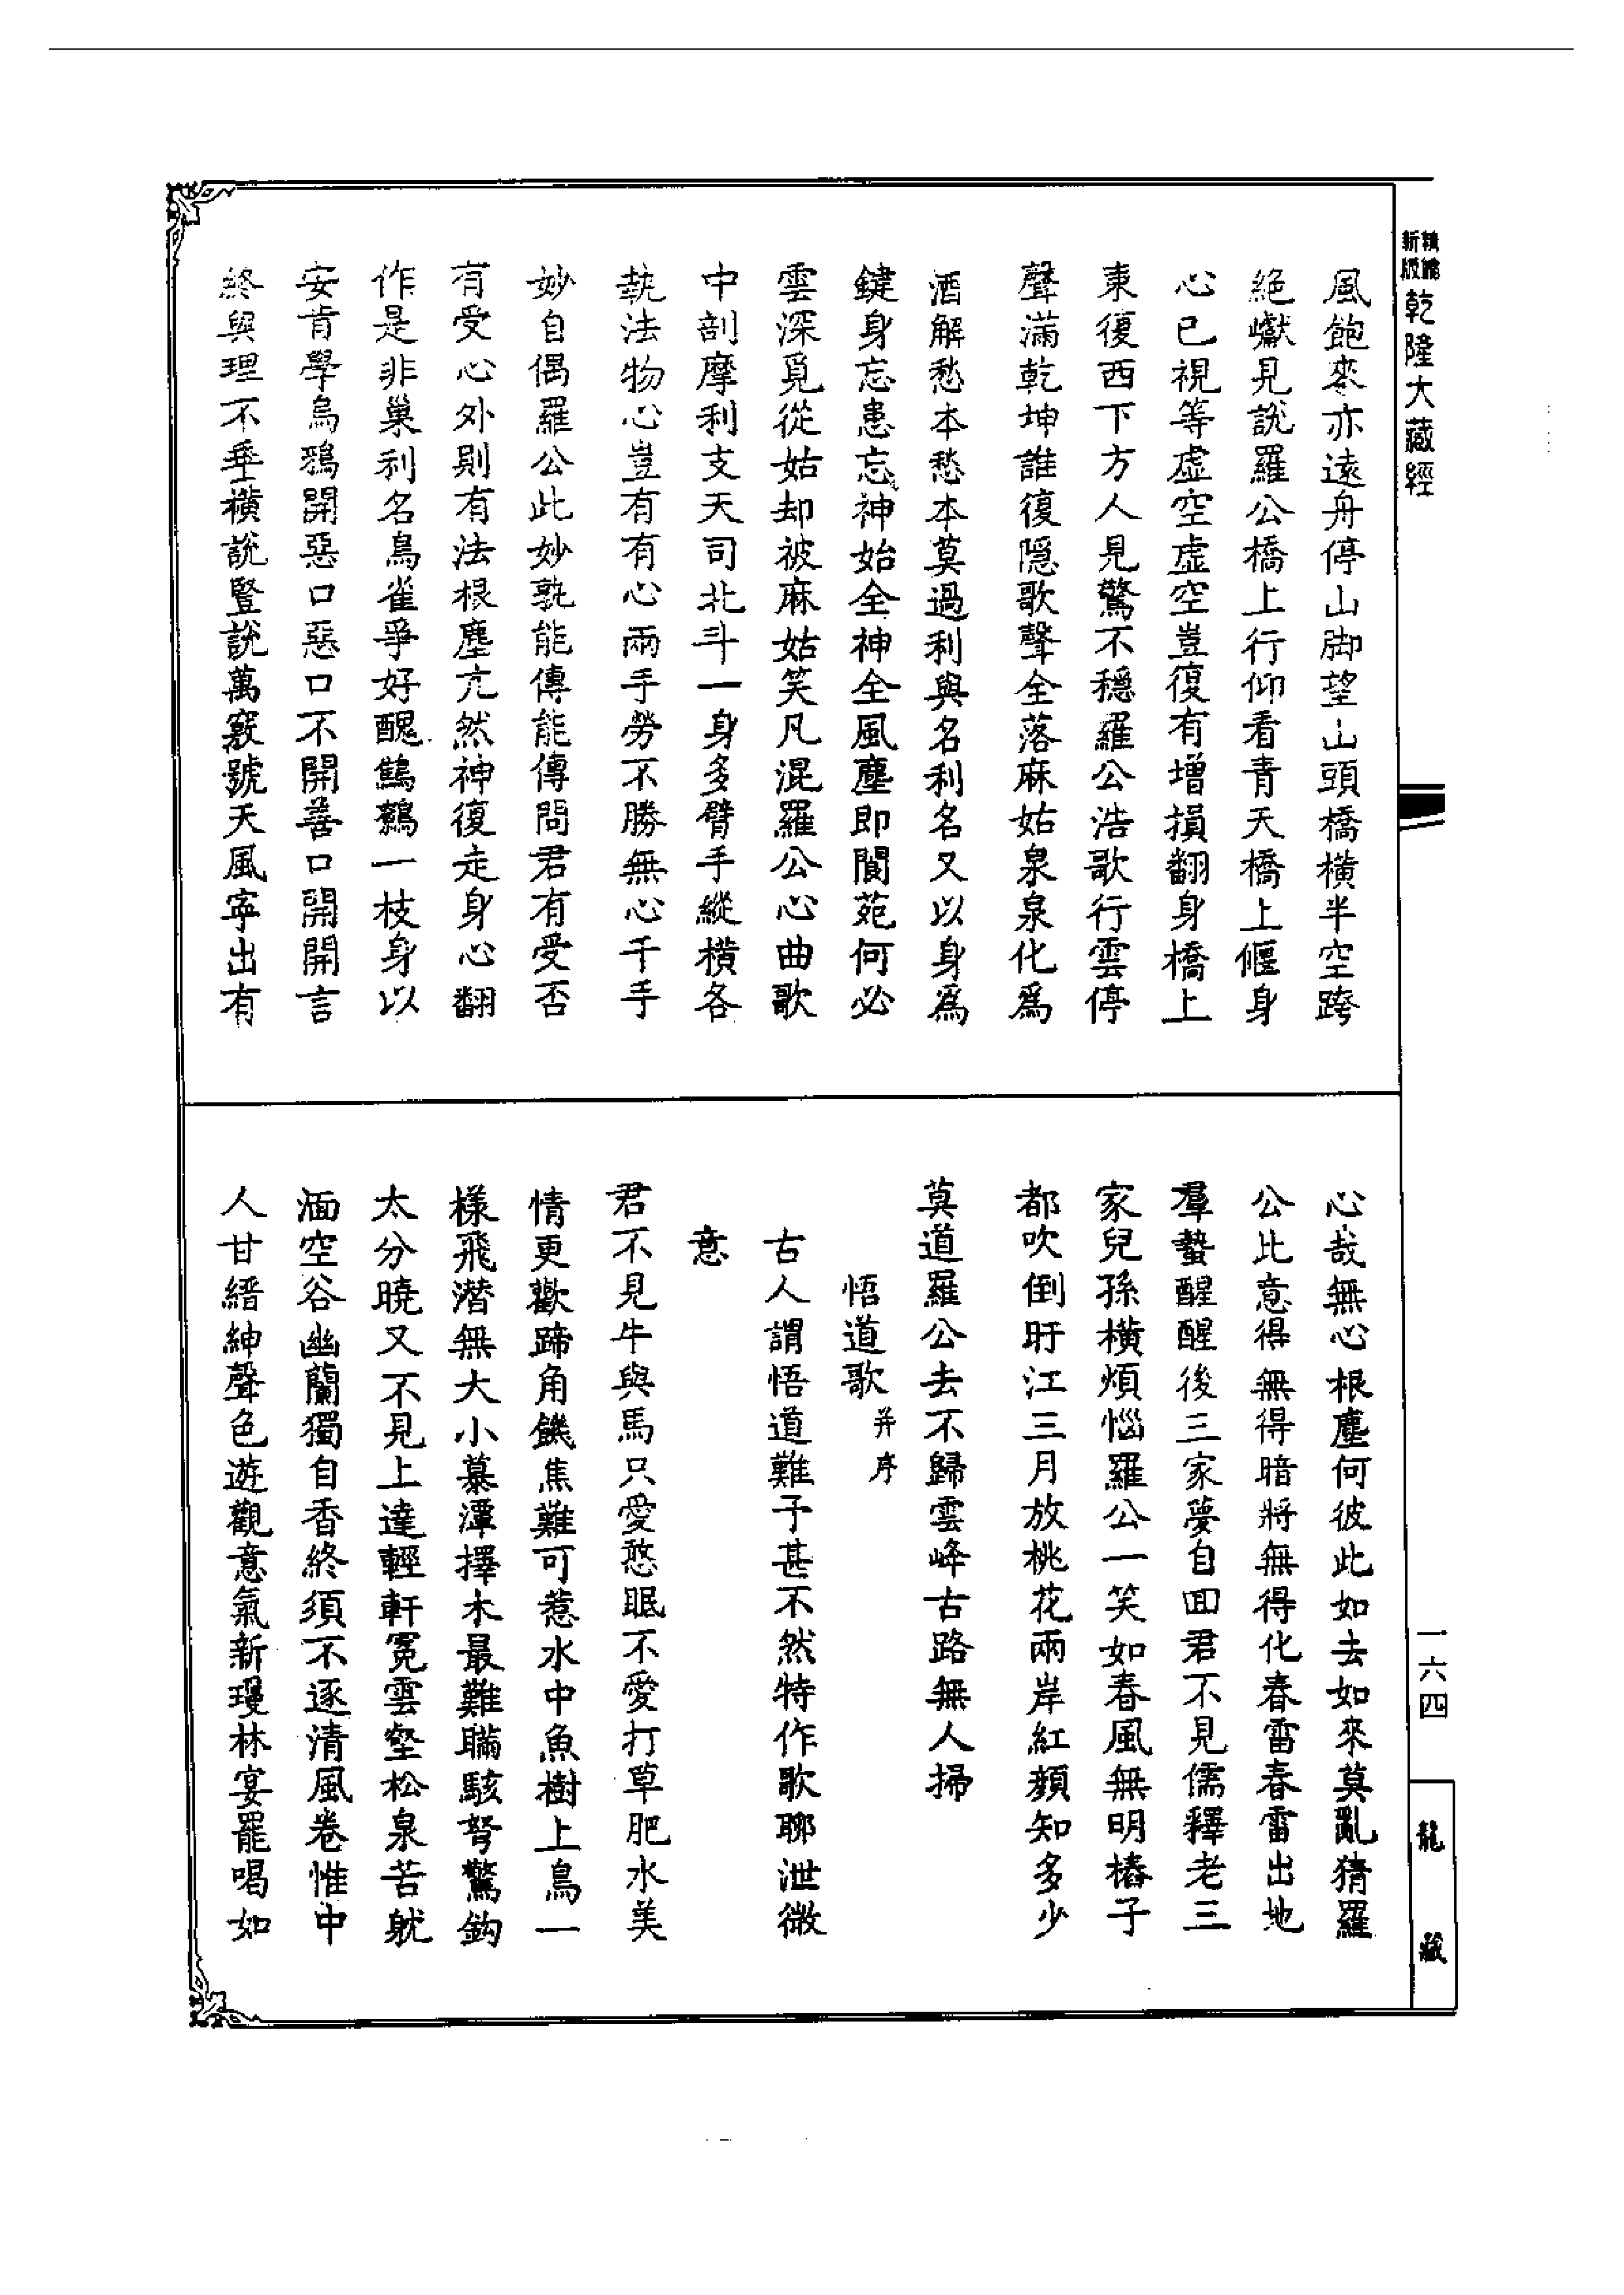 精編
新版
乾隆大藏經
風飽來亦遠舟停山脚望山頭橋橫半空跨
絕巘見說羅公橋上行仰看青天橋上偃身
心已視等虛空虛空豈復有增損翻身橋上
東復西下方人見驚不穩羅公浩歌行雲停
聲滿乾坤誰復隱歌聲全落麻姑泉泉化爲
酒解愁本愁本莫過利與名利名又以身爲
鍵身忘患忘神始全神全風塵即閬苑何必
雲深覓從姑却被麻姑笑凡混羅公心曲歌
中剖摩利支天司北斗一身多臂手縱橫各
執法物心豈有有心兩手勞不勝無心千手
妙自偶羅公此妙孰能傳能傳問君有受否
有受心外則有法根塵亢然神復走身心翻
作是非巢利名鳥雀爭好醜鷦鷯一枝身以
安肯學烏鴉開惡口惡口不開善口開開言
終與理不乖橫說豎說萬竅號天風寧出有
心哉無心根塵何彼此如去如來莫亂猜羅
公比意得無得暗將無得化春雷春雷出地
羣蟄醒醒後三家夢自回君不見儒釋老三
家兒孫橫煩惱羅公一笑如春風無明樁子
都吹倒旴江三月放桃花兩岸紅顏知多少
莫道羅公去不歸雲峰古路無人掃
悟道歌并序
古人謂悟道難予甚不然特作歌聊泄微
意
君不見牛與馬只愛憨眠不愛打草肥水美
情更歡蹄角饑焦難可惹水中魚樹上鳥一
樣飛潛無大小慕潭擇木最難瞞駭弩驚鈎
太分曉又不見上達輕軒冕雲壑松泉苦躭
湎空谷幽蘭獨自香終須不逐清風卷惟中
人甘縉紳聲色遊觀意氣新瓊林宴罷喝如
一六四
龍藏